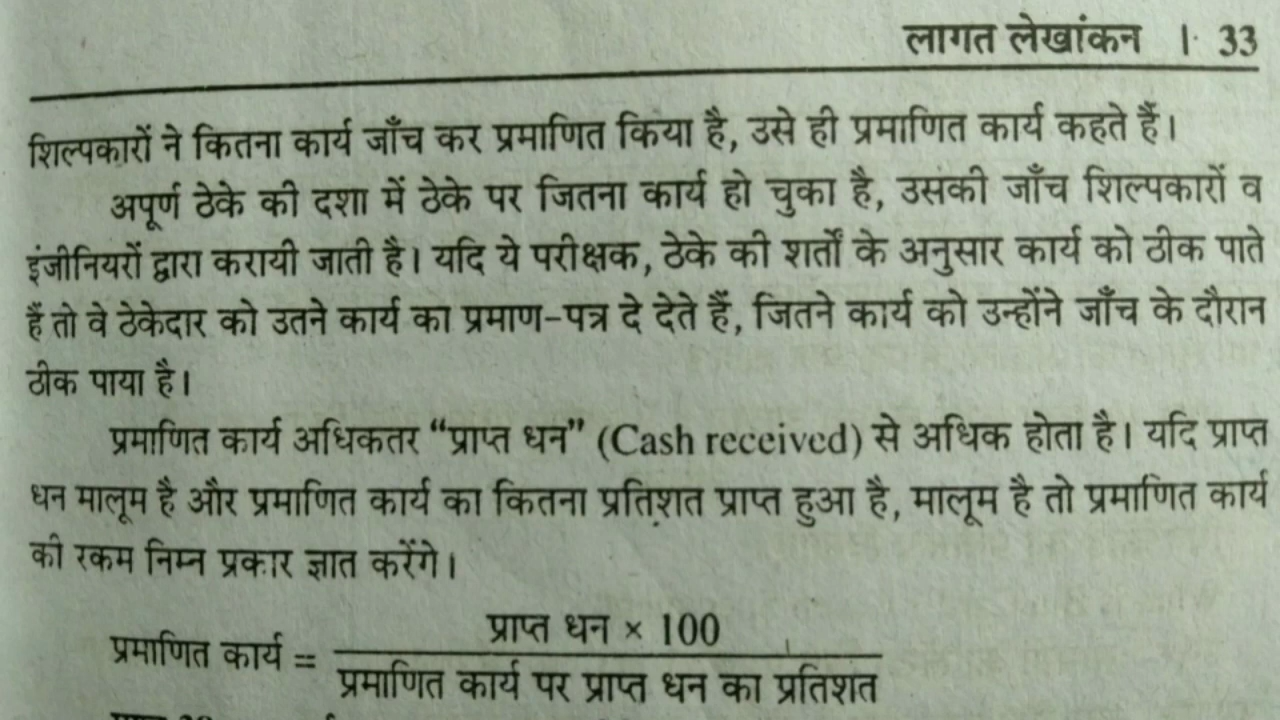 लागत लेखांकन । 33
शिल्पकारों ने कितना कार्य जाँच कर प्रमाणित किया है, उसे ही प्रमाणित कार्य कहते हैं।
अपूर्ण ठेके की दशा में ठेके पर जितना कार्य हो चुका है, उसकी जाँच शिल्पकारों व
इंजीनियरों द्वारा करायी जाती है। यदि ये परीक्षक, ठेके की शर्तों के अनुसार कार्य को ठीक पाते
हैं तो वे ठेकेदार को उतने कार्य का प्रमाण-पत्र दे देते हैं, जितने कार्य को उन्होंने जाँच के दौरान
ठीक पाया है।
प्रमाणित कार्य अधिकतर “प्राप्त धन” (Cash received) से अधिक होता है। यदि प्राप्त
धन मालूम है और प्रमाणित कार्य का कितना प्रतिशत प्राप्त हुआ है, मालूम है तो प्रमाणित कार्य
की रकम निम्न प्रकार ज्ञात करेंगे।
प्राप्त धन × 100
प्रमाणित कार्य =
प्रमाणित कार्य पर प्राप्त धन का प्रतिशत